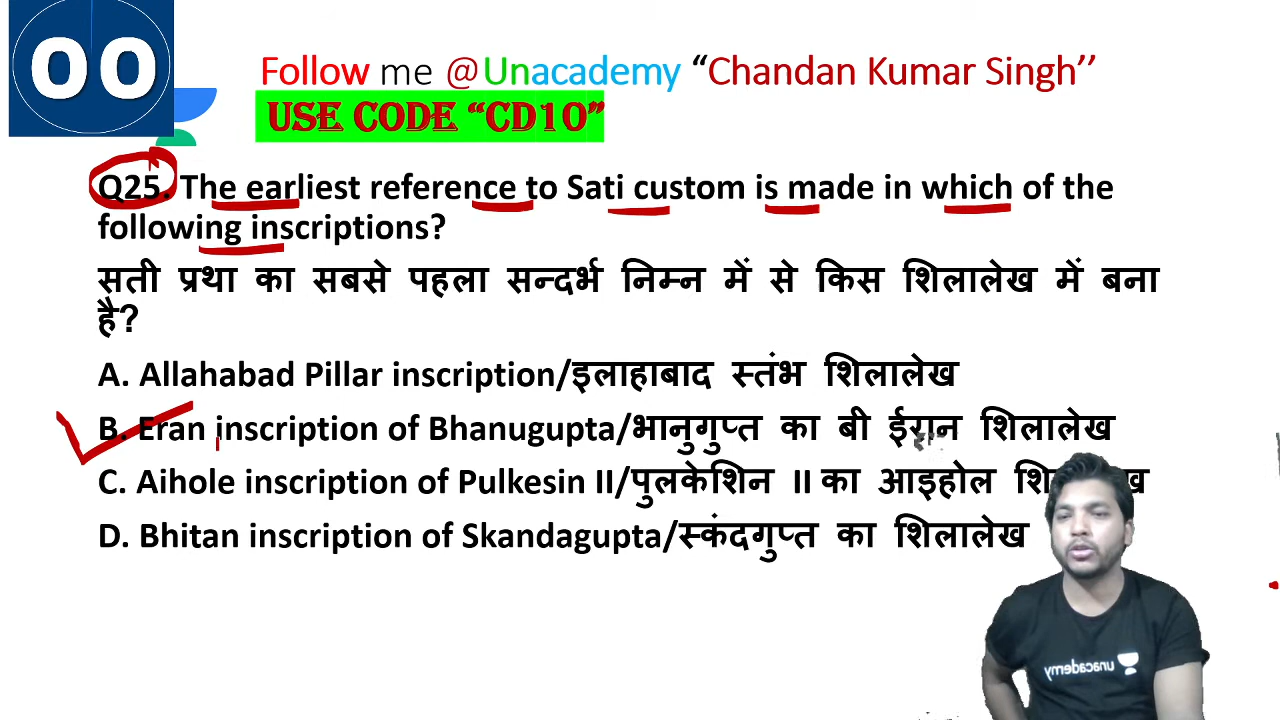 00
Follow me @Unacademy “Chandan Kumar Singh’’
USE CODE “CD10”
Q25. The earliest reference to Sati custom is made in which of the
following inscriptions?
सती प्रथा का सबसे पहला सन्दर्भ निम्न में से किस शिलालेख में बना
है?
A. Allahabad Pillar inscription/इलाहाबाद स्तंभ शिलालेख
B. Eran inscription of Bhanugupta/भानुगुप्त का बी ईरान शिलालेख
C. Aihole inscription of Pulkesin II/पुलकेशिन II का आइहोल
D. Bhitan inscription of Skandagupta/स्कंदगुप्त का शिलालेख
unacademy